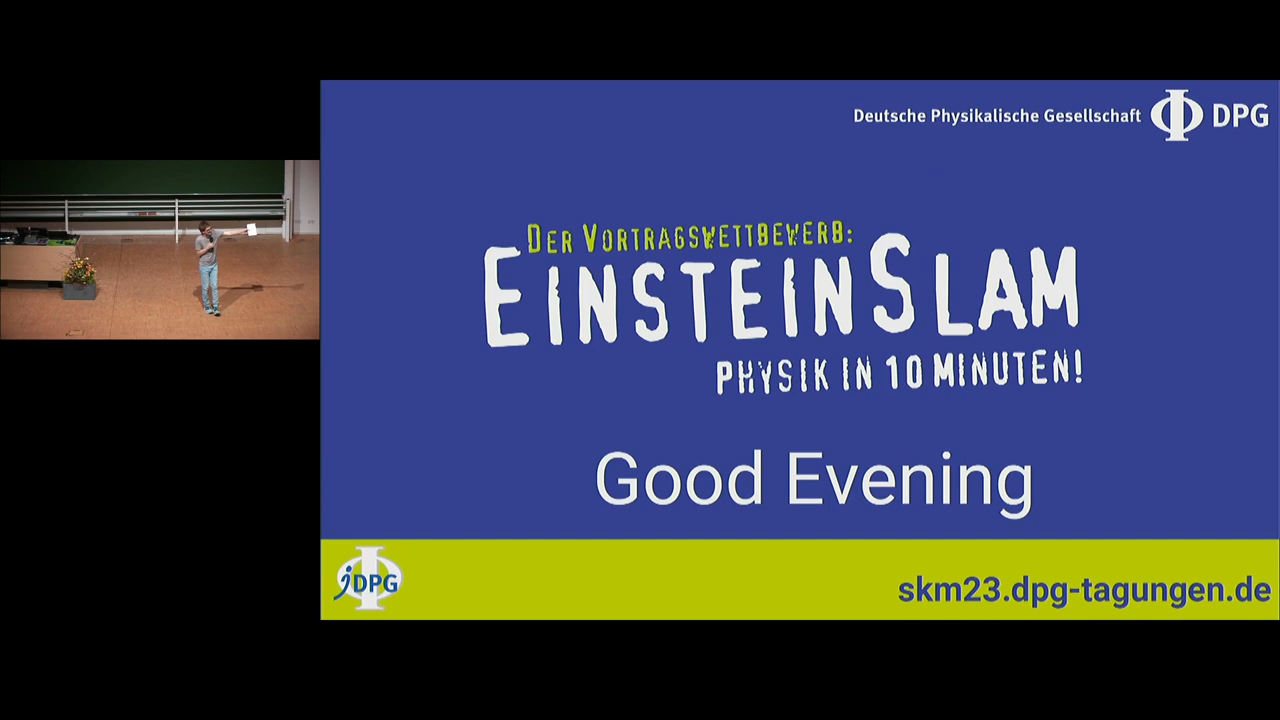 Deutsche Physikalische Gesellschaft DPG
DER VORTRAGSWETTBEWERB:
EINSTEINSLAM
PHYSIK IN 10 MINUTEN!
Good Evening
jDPG
skm23.dpg-tagungen.de